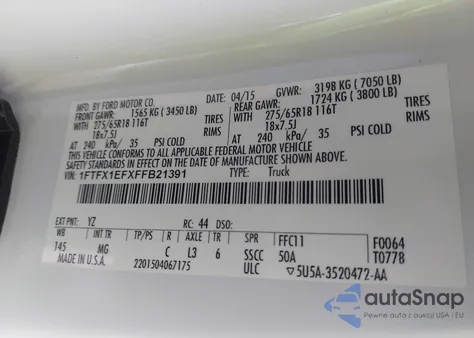 MFD. BY FORD MOTOR CO.
DATE: 04/15 GVWR: 3198 KG ( 7050 LB)
FRONT GAWR: 1565 KG ( 3450 LB) REAR GAWR: 1724 KG ( 3800 LB)
WITH 275/65R18 116T TIRES WITH 275/65R18 116T TIRES
18x7.5J RIMS 18x7.5J RIMS
AT 240 kPa/ 35 PSI COLD AT 240 kPa/ 35 PSI COLD
THIS VEHICLE CONFORMS TO ALL APPLICABLE FEDERAL MOTOR VEHICLE SAFETY, BUMPER, AND
THEFT PREVENTION STANDARDS IN EFFECT ON THE DATE OF MANUFACTURE SHOWN ABOVE.
VIN: 1FTFX1EFXFFB21391 TYPE: Truck
EXT PNT: YZ RC: 44 DSO:
WB INT TR TP/PS R AXLE TR SPR FFC11 F0064
145 MG C L3 6 SSCC 50A T0778
MADE IN U.S.A. 2201504067175 ULC ▽5U5A-3520472-AA
autoSnap
Pewne auta z aukcji USA i EU